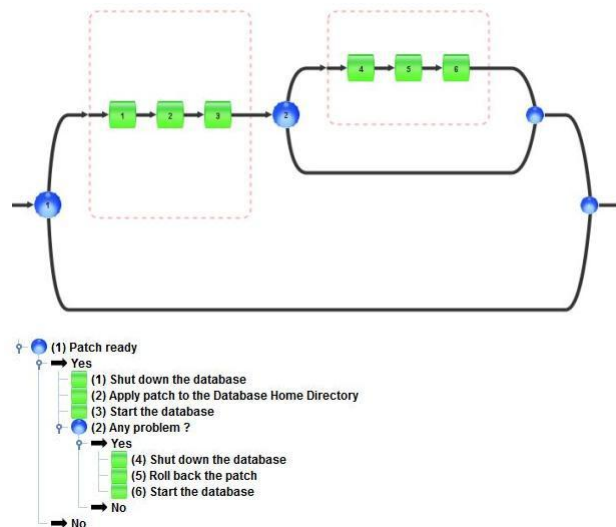 4
5
6
1
2
3
2
1
(1) Patch ready
Yes
(1) Shut down the database
(2) Apply patch to the Database Home Directory
(3) Start the database
(2) Any problem ?
Yes
(4) Shut down the database
(5) Roll back the patch
(6) Start the database
No
No